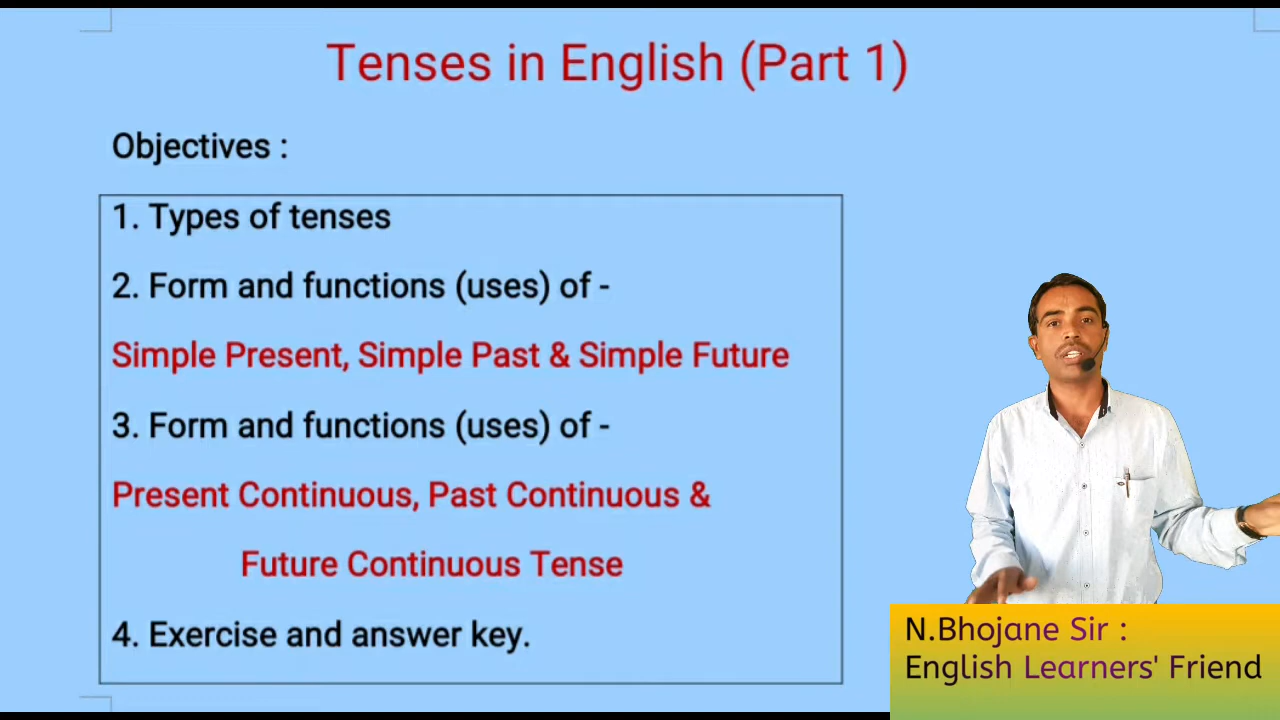 Tenses in English (Part 1)
Objectives :
1. Types of tenses
2. Form and functions (uses) of -
Simple Present, Simple Past & Simple Future
3. Form and functions (uses) of -
Present Continuous, Past Continuous &
Future Continuous Tense
4. Exercise and answer key.
N.Bhojane Sir :
English Learners' Friend